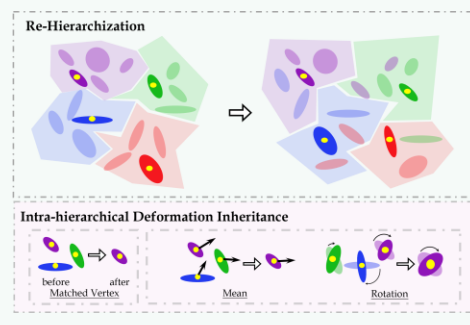 Re-Hierarchization
Intra-hierarchical Deformation Inheritance
before
after
Matched Vertex
Mean
Rotation